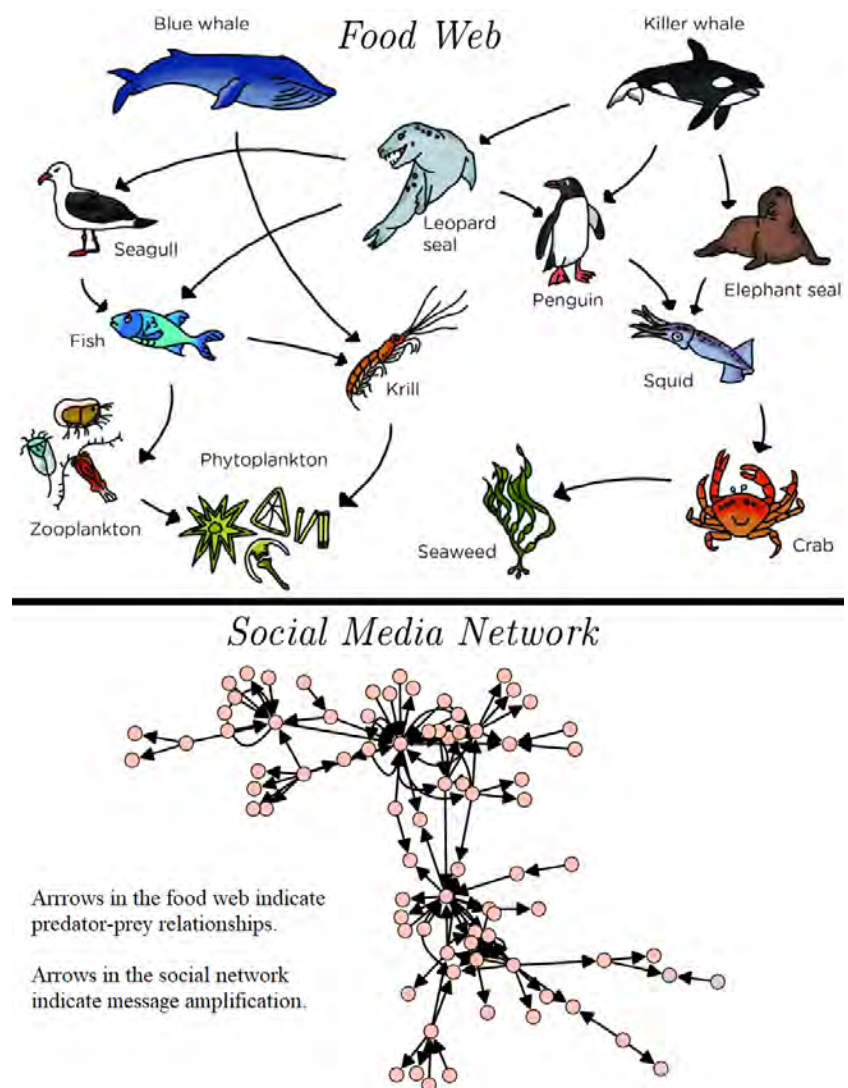 Blue whale
Food Web
Killer whale
Seagull
Leopard
seal
Penguin
Elephant seal
Fish
Krill
Squid
Phytoplankton
Zooplankton
Seaweed
Crab
Social Media Network
Arrrows in the food web indicate
predator-prey relationships.
Arrows in the social network
indicate message amplification.